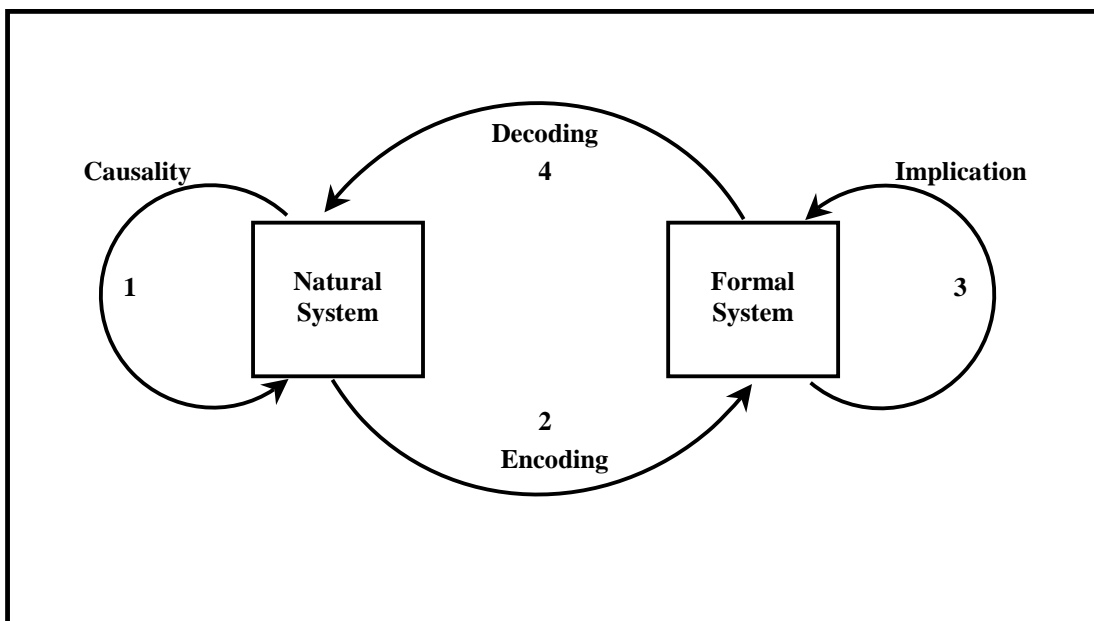 Decoding
4
Causality
Implication
1
Natural
System
Formal
System
3
2
Encoding